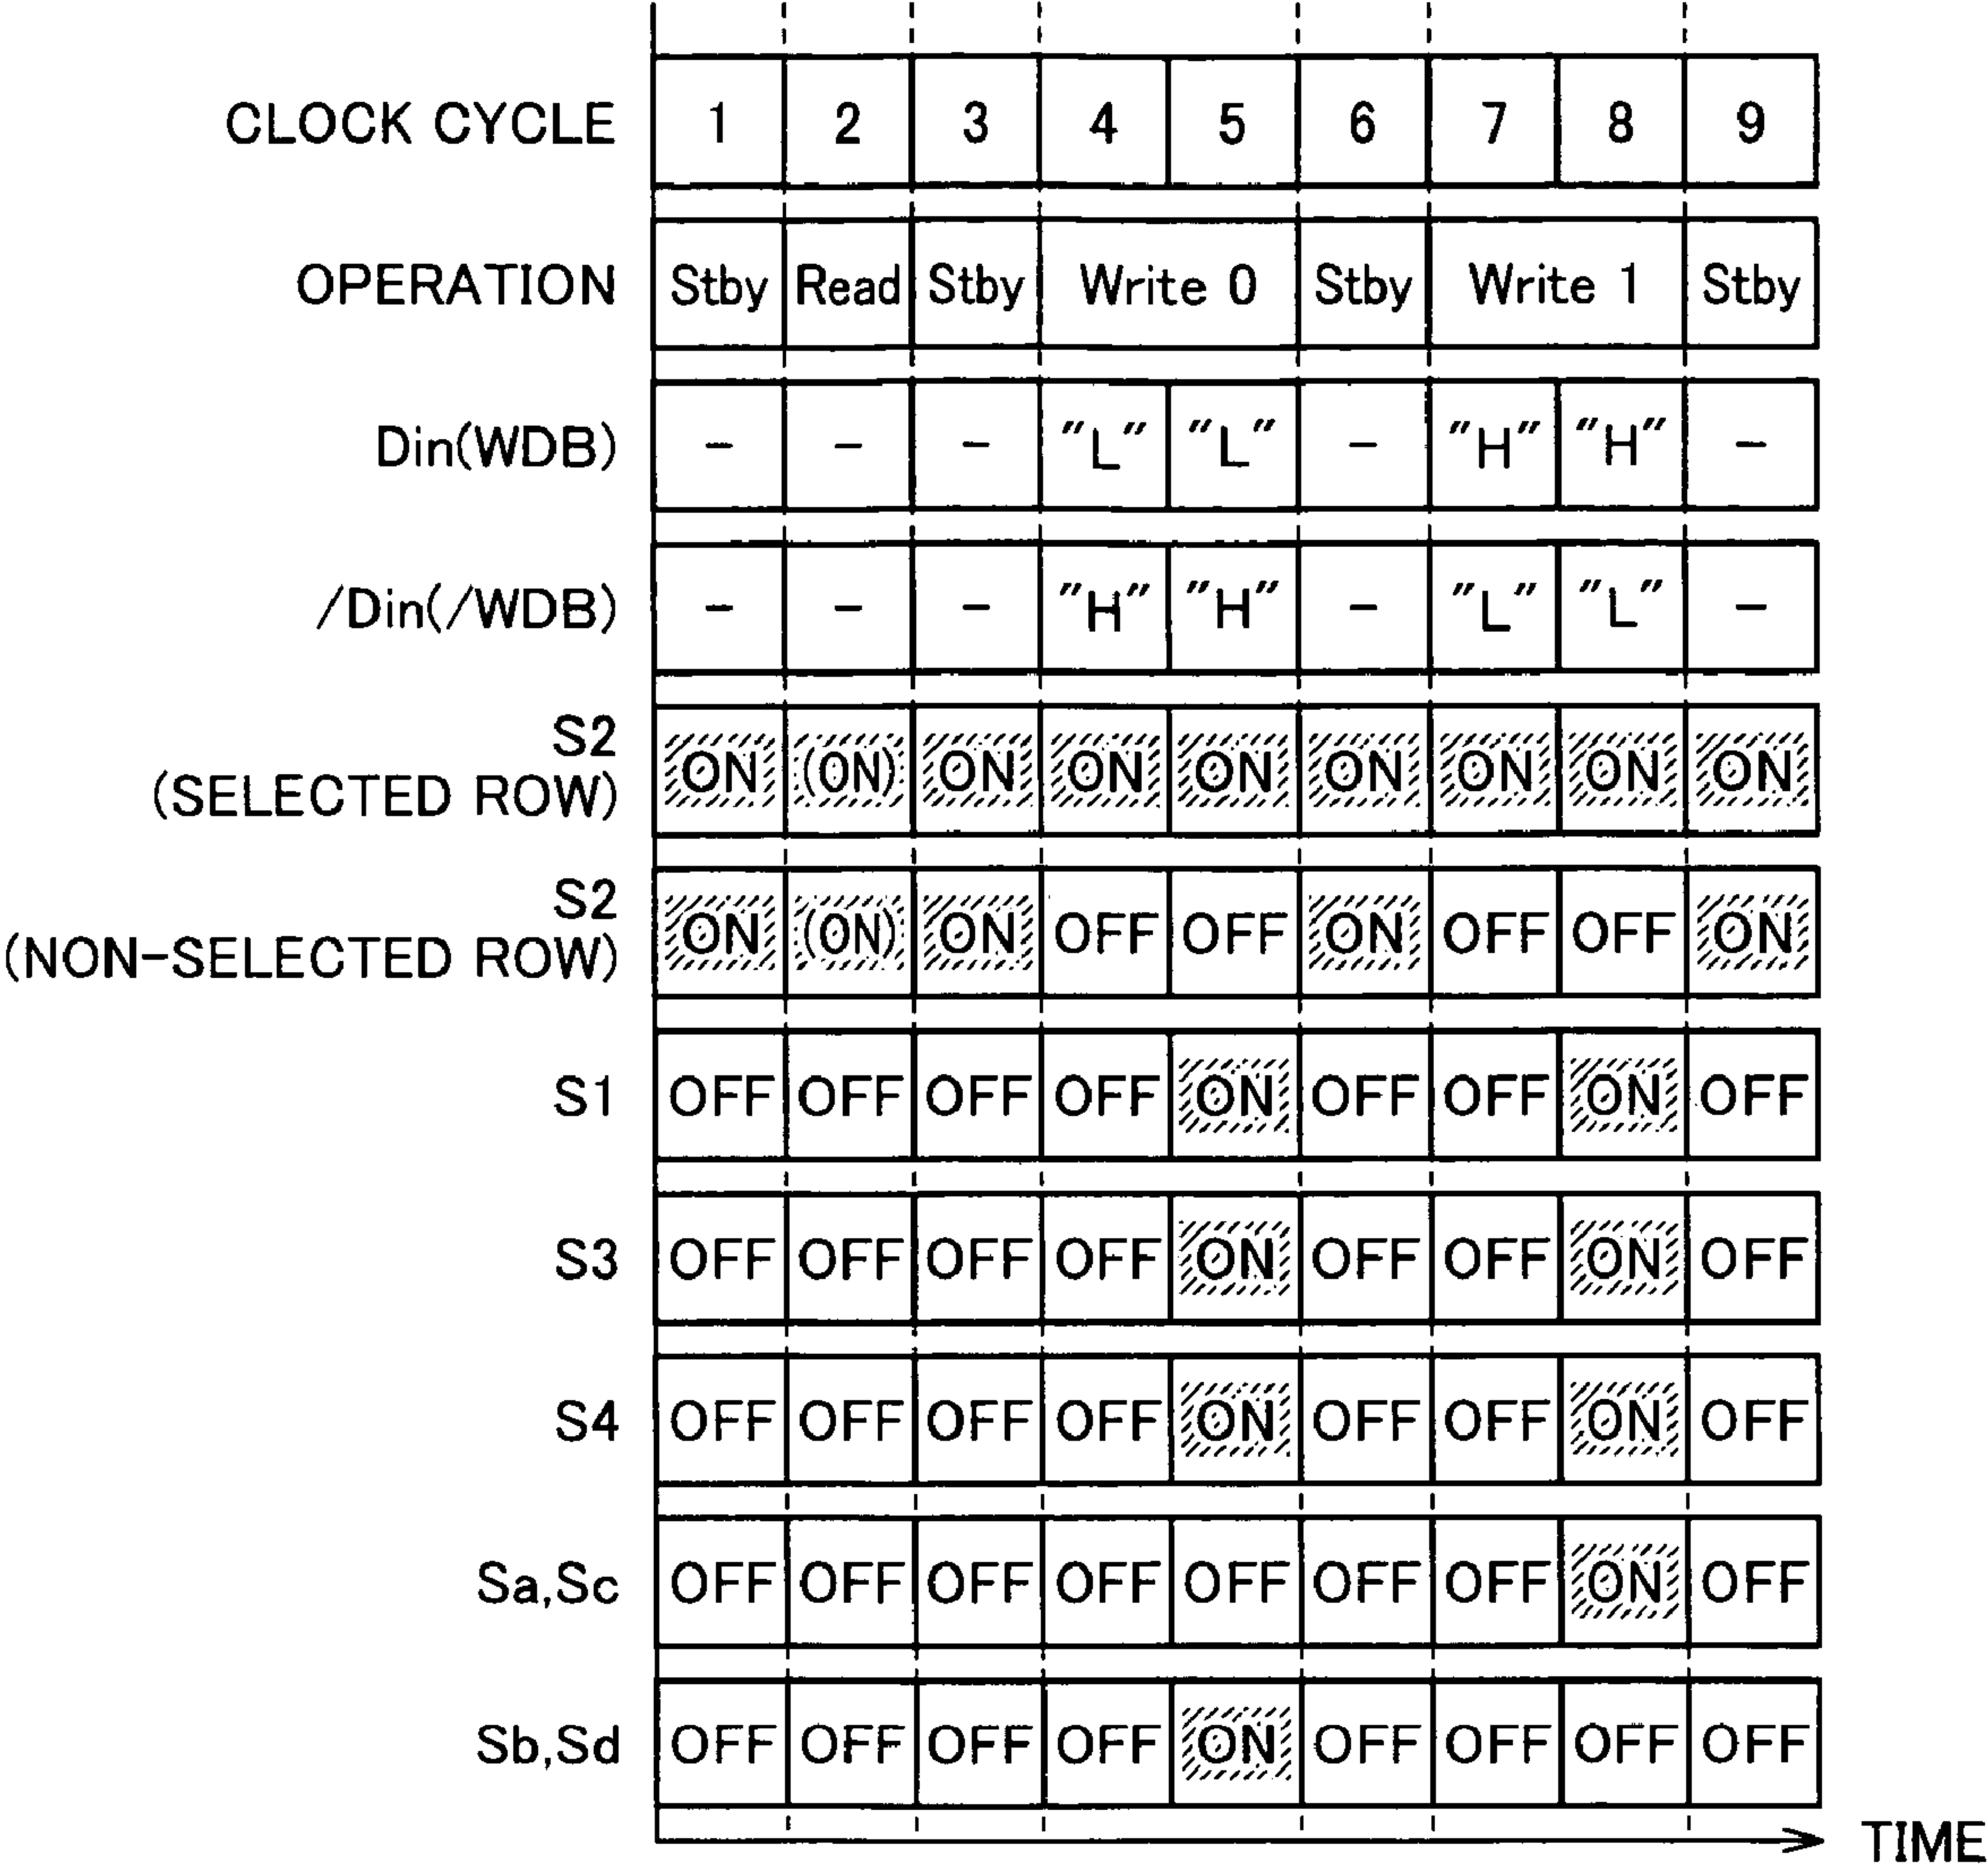 CLOCK CYCLE 1 2 3 4 5 6 7 8 9
OPERATION Stby Read Stby Write 0 Stby Write 1 Stby
Din(WDB) - - - "L" "L" - "H" "H" -
/Din(/WDB) - - - "H" "H" - "L" "L" -
S2
(SELECTED ROW) ON (ON) ON ON ON ON ON ON ON
S2
(NON-SELECTED ROW) ON (ON) ON OFF OFF ON OFF OFF ON
S1 OFF OFF OFF OFF ON OFF OFF ON OFF
S3 OFF OFF OFF OFF ON OFF OFF ON OFF
S4 OFF OFF OFF OFF ON OFF OFF ON OFF
Sa,Sc OFF OFF OFF OFF OFF OFF OFF ON OFF
Sb,Sd OFF OFF OFF OFF ON OFF OFF OFF OFF
TIME